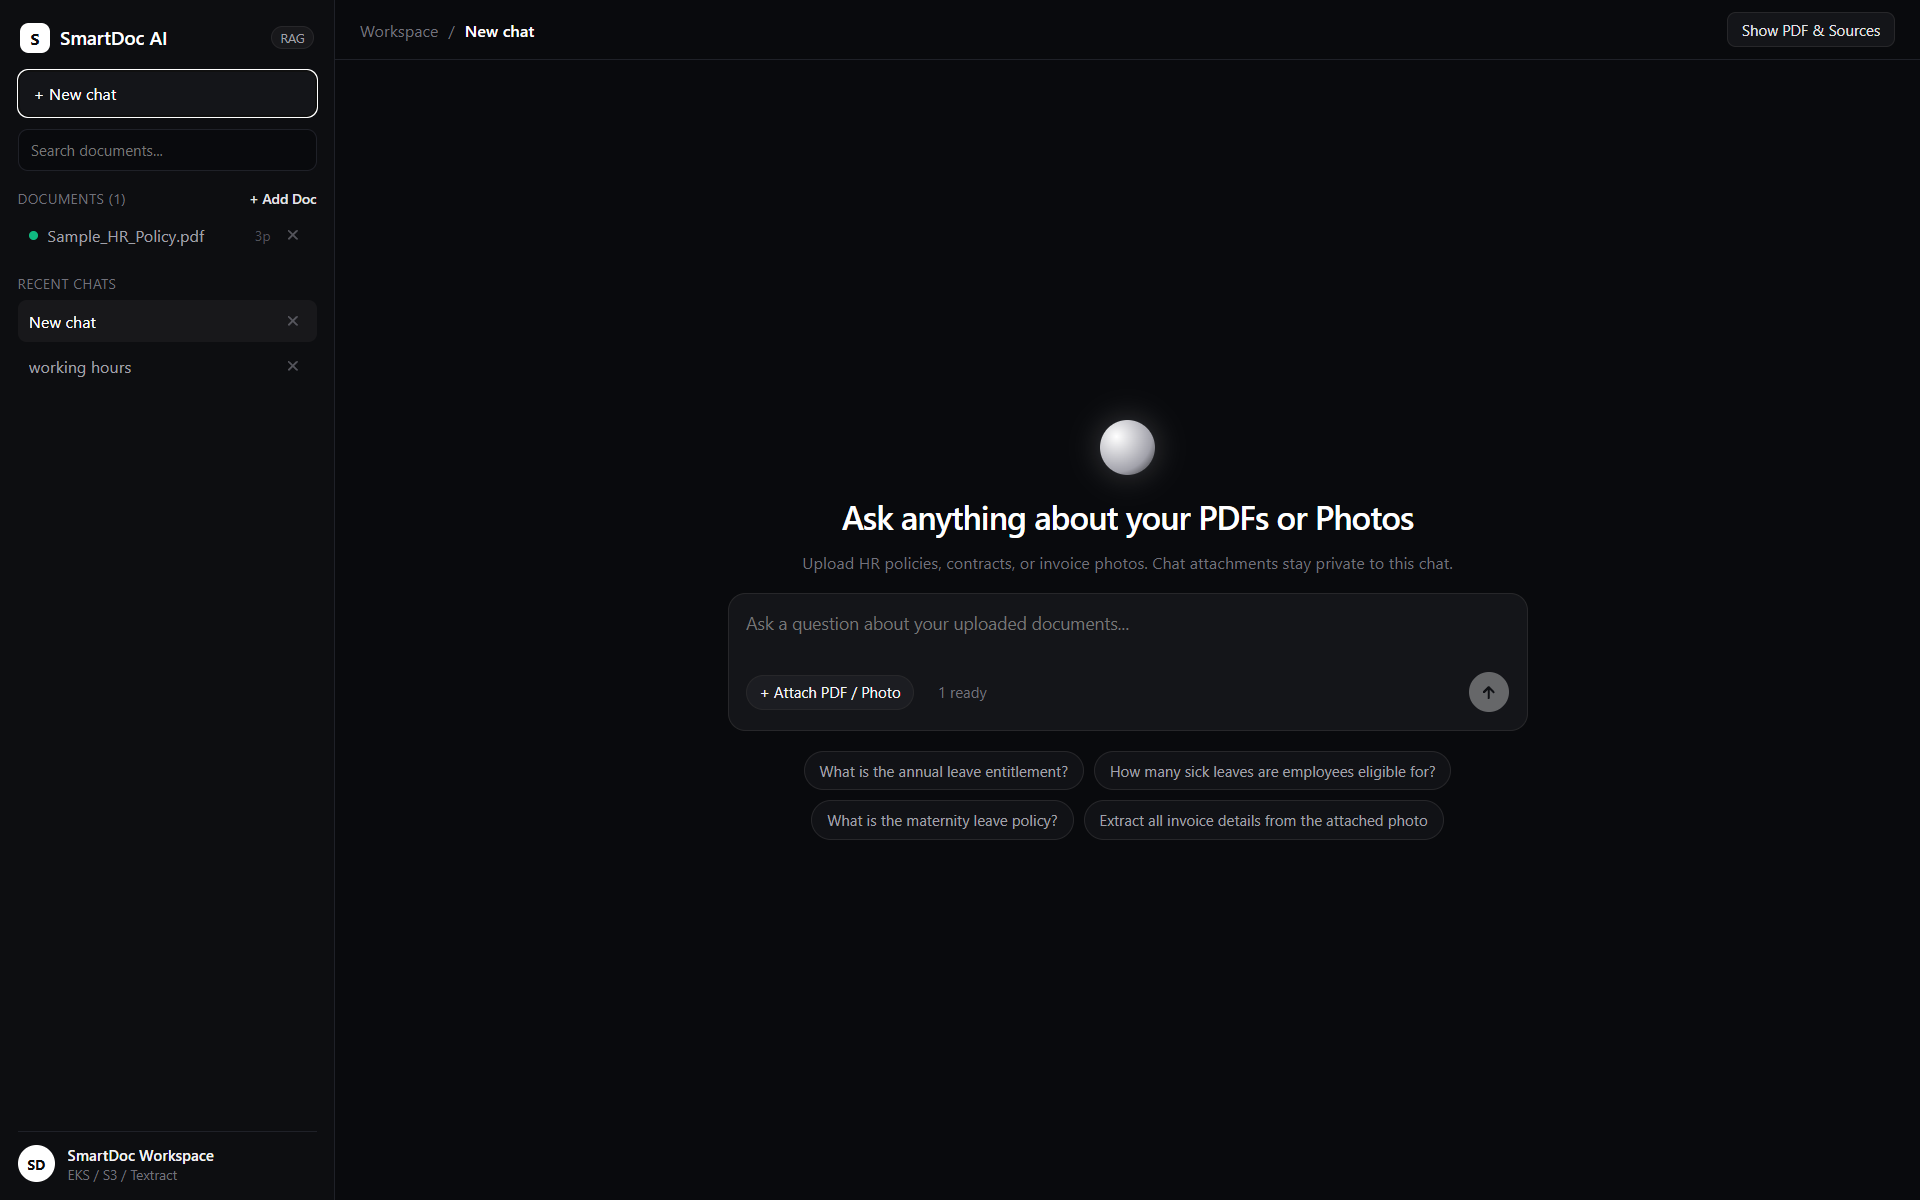 S SmartDoc AI RAG
+ New chat
Search documents...
DOCUMENTS (1) + Add Doc
Sample_HR_Policy.pdf 3p ✕
RECENT CHATS
New chat ✕
working hours ✕
SD SmartDoc Workspace
EKS / S3 / Textract
Workspace / New chat
Show PDF & Sources
Ask anything about your PDFs or Photos
Upload HR policies, contracts, or invoice photos. Chat attachments stay private to this chat.
Ask a question about your uploaded documents...
+ Attach PDF / Photo 1 ready
What is the annual leave entitlement? How many sick leaves are employees eligible for?
What is the maternity leave policy? Extract all invoice details from the attached photo